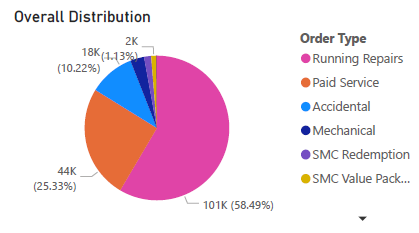 Overall Distribution
2K
(1.13%)
18K
(10.22%)
44K
(25.33%)
101K (58.49%)
Order Type
Running Repairs
Paid Service
Accidental
Mechanical
SMC Redemption
SMC Value Pack...